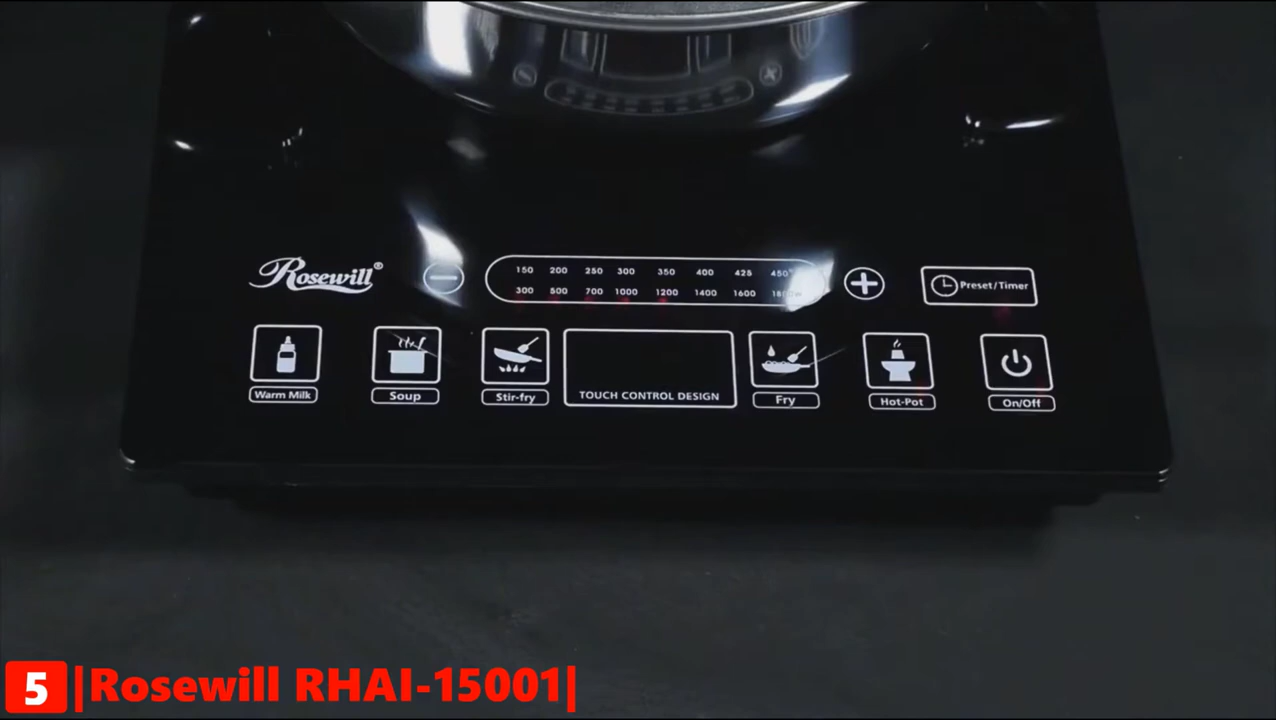 Rosewill®
150 200 250 300 350 400 425 450°
300 500 700 1000 1200 1400 1600
Preset/Timer
Warm Milk
Soup
Stir-fry
TOUCH CONTROL DESIGN
Fry
Hot-Pot
On/Off
5 |Rosewill RHAI-15001|